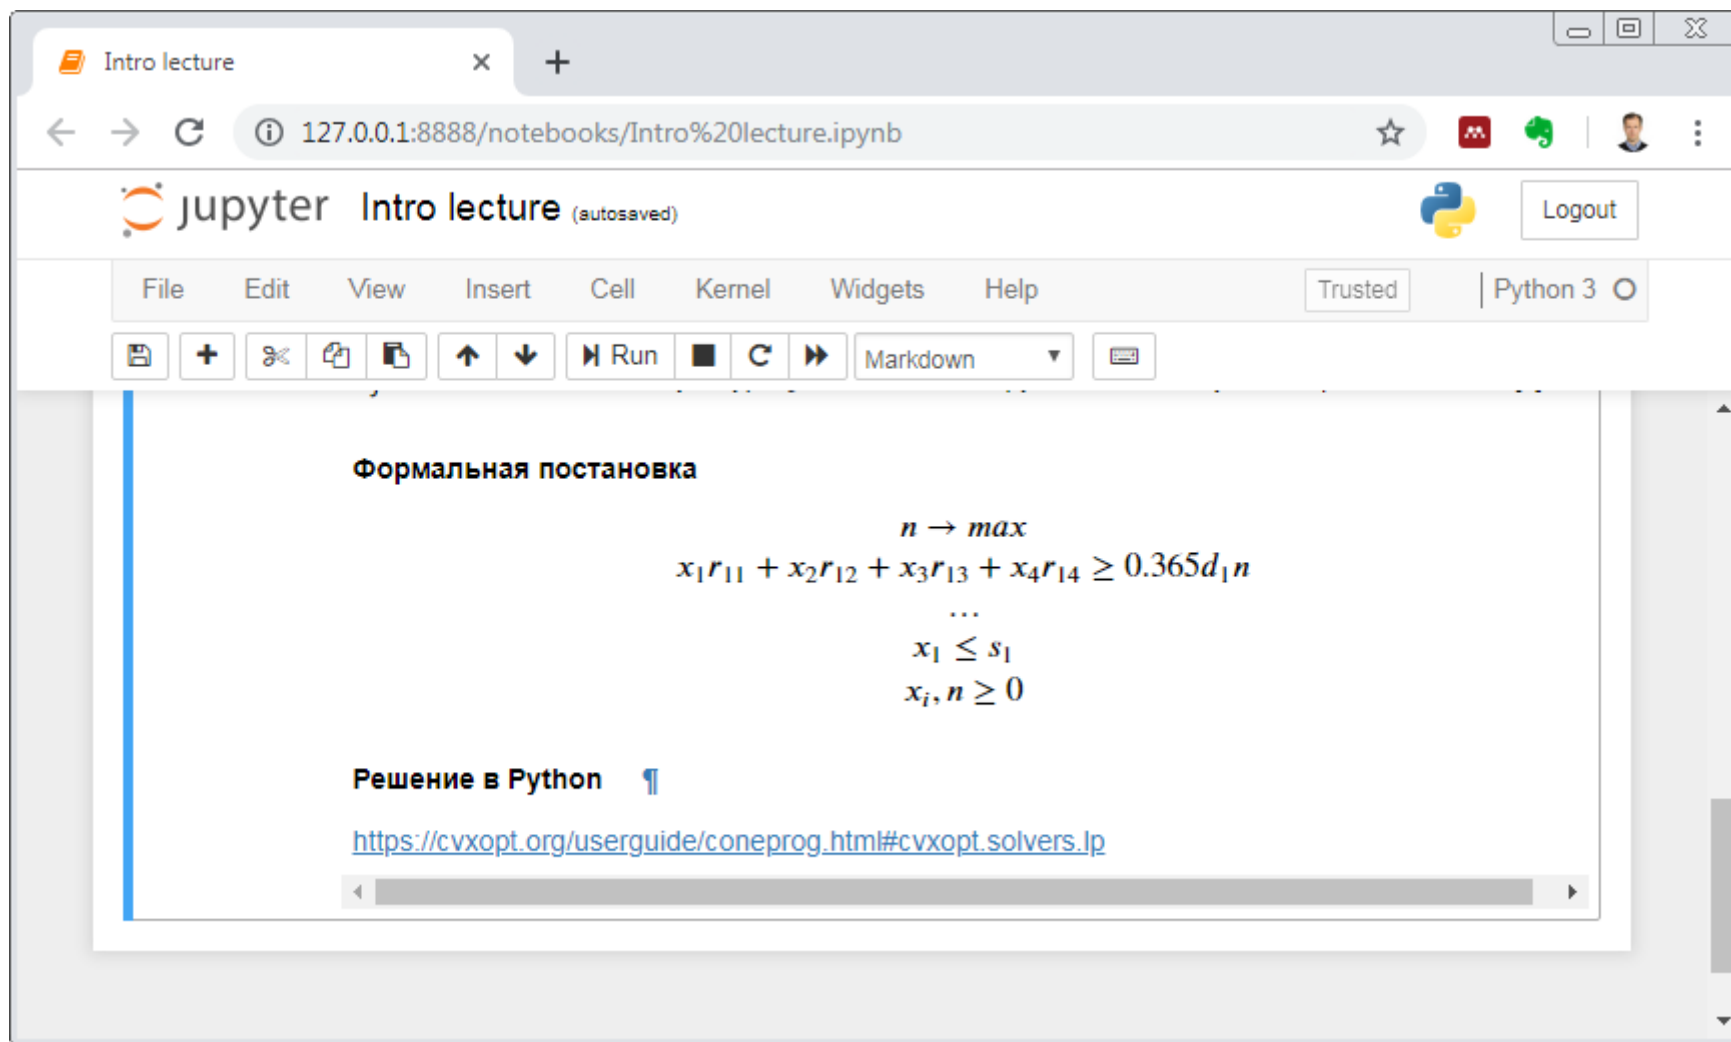 Intro lecture
127.0.0.1:8888/notebooks/Intro%20lecture.ipynb
jupyter Intro lecture (autosaved)
Logout
File Edit View Insert Cell Kernel Widgets Help Trusted Python 3
Run Markdown
Формальная постановка
n → max
x₁r₁₁ + x₂r₁₂ + x₃r₁₃ + x₄r₁₄ ≥ 0.365d₁n
...
x₁ ≤ s₁
xᵢ, n ≥ 0
Решение в Python ¶
https://cvxopt.org/userguide/coneprog.html#cvxopt.solvers.lp